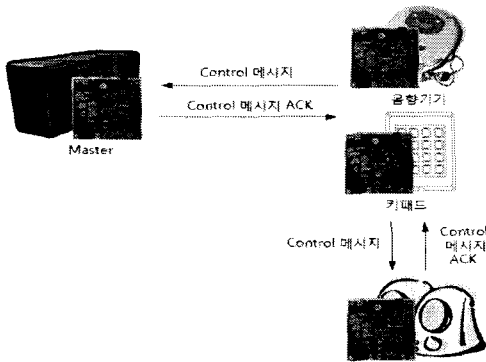 Control 메시지
Control 메시지 ACK
Master
음향기기
키패드
Control 메시지
Control
메시지
ACK